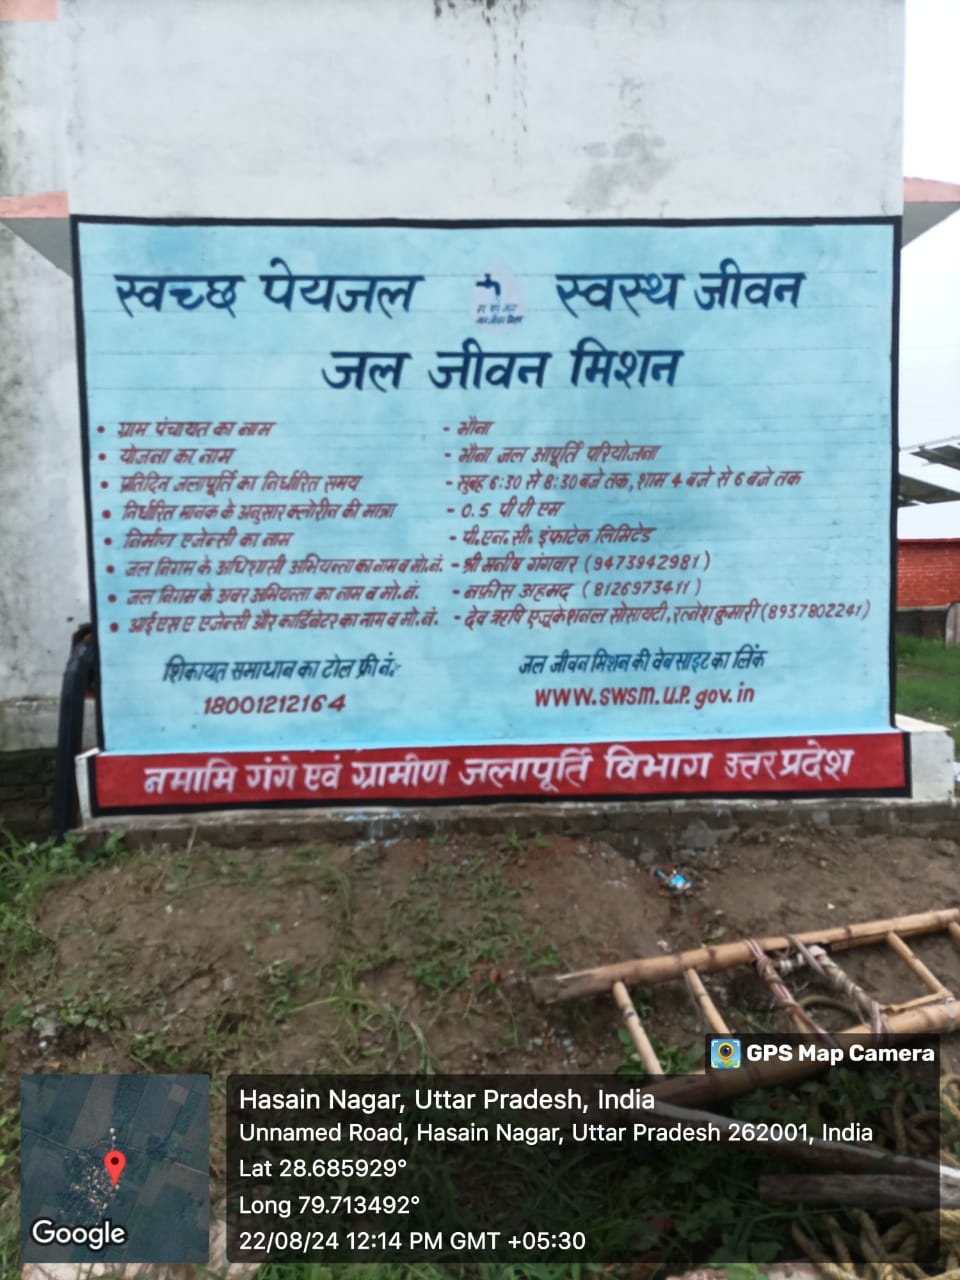 स्वच्छ पेयजल स्वस्थ जीवन
जल जीवन मिशन
• ग्राम पंचायत का नाम - भौना
• योजना का नाम - भौना जल आपूर्ति परियोजना
• प्रतिदिन जलापूर्ति का निर्धारित समय - सुबह 6:30 से 8:30 बजे तक, शाम 4 बजे से 6 बजे तक
• निर्धारित मानक के अनुसार क्लोरीन की मात्रा - 0.5 पी पी एम
• निर्माण एजेन्सी का नाम - पी.एन.सी. इंफ्राटेक लिमिटेड
• जल निगम के अधिशासी अभियन्ता का नाम व मो.नं. - श्री मनीष गंगवार (9473942981)
• जल निगम के अवर अभियन्ता का नाम व मो.नं. - नफ़ीस अहमद (8126973411)
• आई एस ए एजेन्सी और कार्डिनेटर का नाम व मो.नं. - देव ऋषि एजूकेशनल सोसायटी, रत्नेश कुमारी (8937802241)
शिकायत समाधान का टोल फ्री नं. जल जीवन मिशन की वेबसाइट का लिंक
18001212164 www.swsm.u.p.gov.in
नमामि गंगे एवं ग्रामीण जलापूर्ति विभाग उत्तर प्रदेश
GPS Map Camera
Hasain Nagar, Uttar Pradesh, India
Unnamed Road, Hasain Nagar, Uttar Pradesh 262001, India
Lat 28.685929°
Long 79.713492°
22/08/24 12:14 PM GMT +05:30
Google